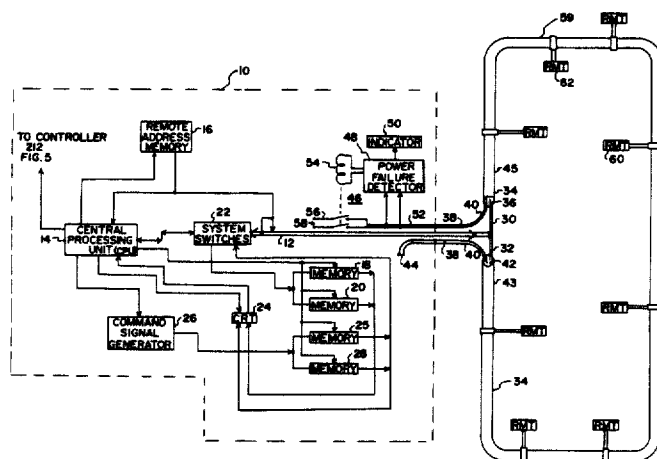 10
TO CONTROLLER
212
FIG. 5
REMOTE
ADDRESS
MEMORY
16
50
INDICATOR
48
POWER
FAILURE
DETECTOR
54
46
56
58
52
38
40
22
SYSTEM
SWITCHES
12
14
CENTRAL
PROCESSING
UNIT (CPU)
44
38
40
MEMORY
18
MEMORY
20
MEMORY
25
MEMORY
28
24
CRT
COMMAND
SIGNAL
GENERATOR
26
59
RMT
RMT
RMT
62
RMT
RMT
60
45
34
36
30
32
42
43
RMT
RMT
34
RMT
RMT